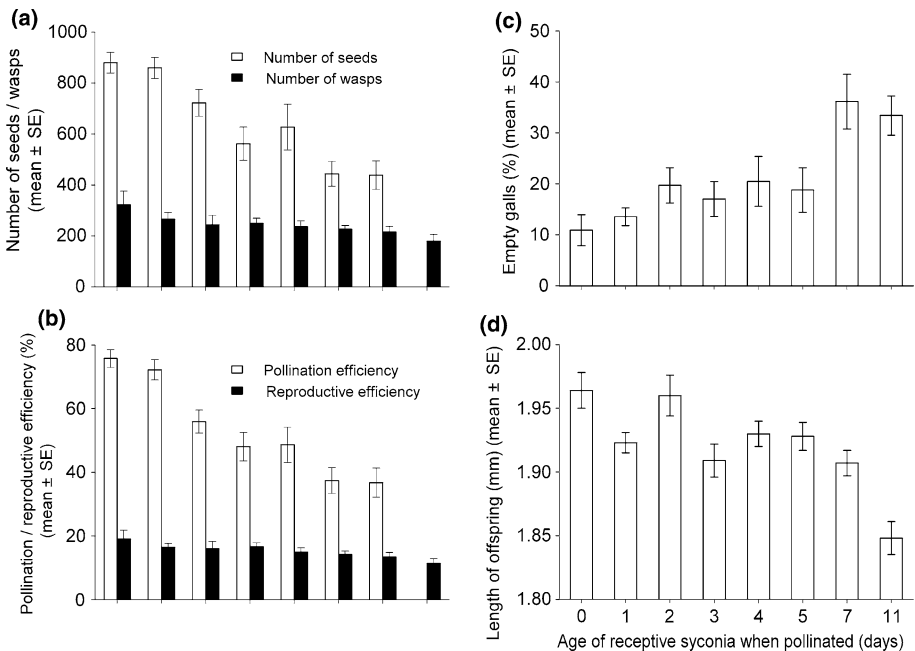 (a)
Number of seeds / wasps
(mean ± SE)
1000
800
600
400
200
0
Number of seeds
Number of wasps
(b)
Pollination / reproductive efficiency (%)
(mean ± SE)
80
60
40
20
0
Pollination efficiency
Reproductive efficiency
(c)
Empty galls (%) (mean ± SE)
50
40
30
20
10
0
(d)
Length of offspring (mm) (mean ± SE)
2.00
1.95
1.90
1.85
1.80
0 1 2 3 4 5 7 11
Age of receptive syconia when pollinated (days)